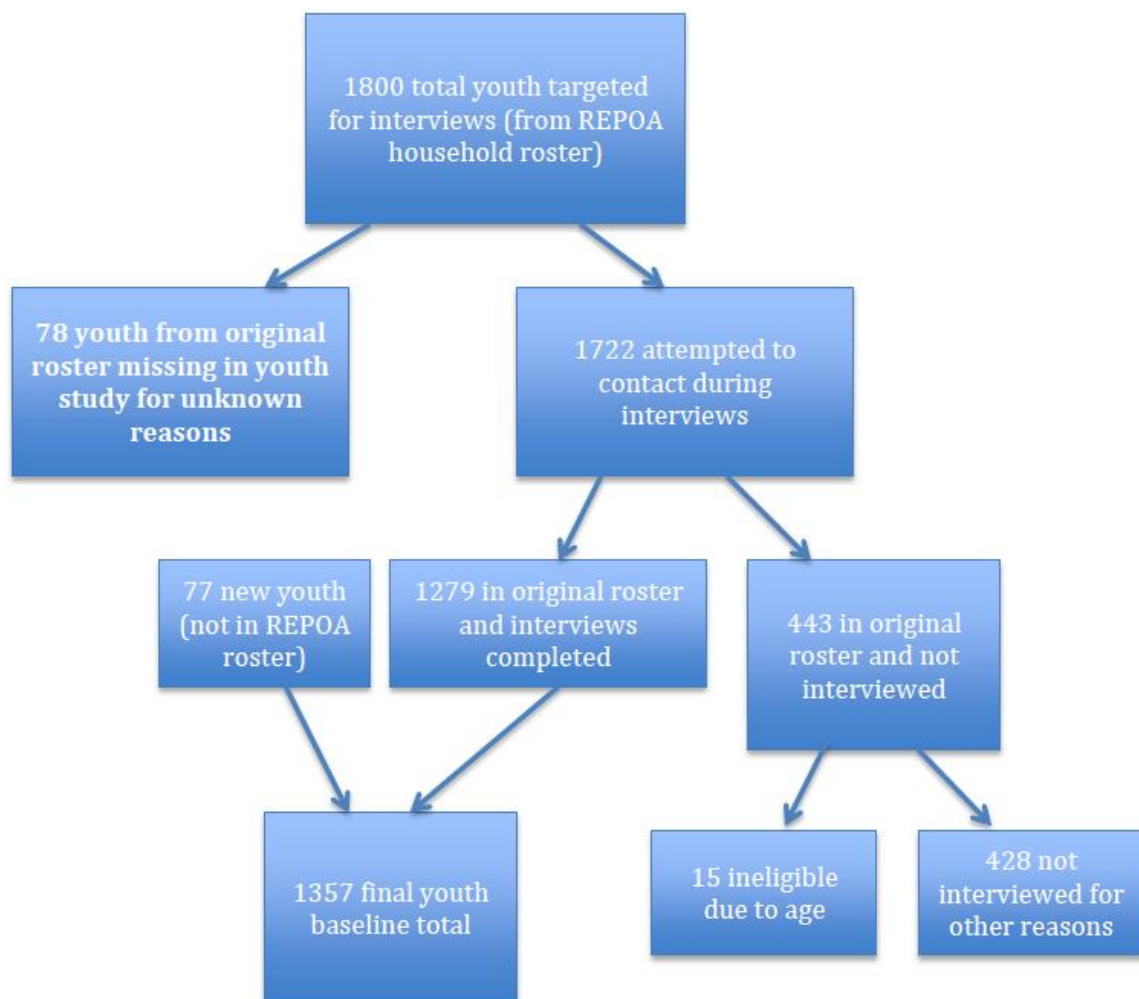 1800 total youth targeted
for interviews (from REPOA
household roster)
78 youth from original
roster missing in youth
study for unknown
reasons
1722 attempted to
contact during
interviews
77 new youth
(not in REPOA
roster)
1279 in original roster
and interviews
completed
443 in original
roster and not
interviewed
1357 final youth
baseline total
15 ineligible
due to age
428 not
interviewed for
other reasons